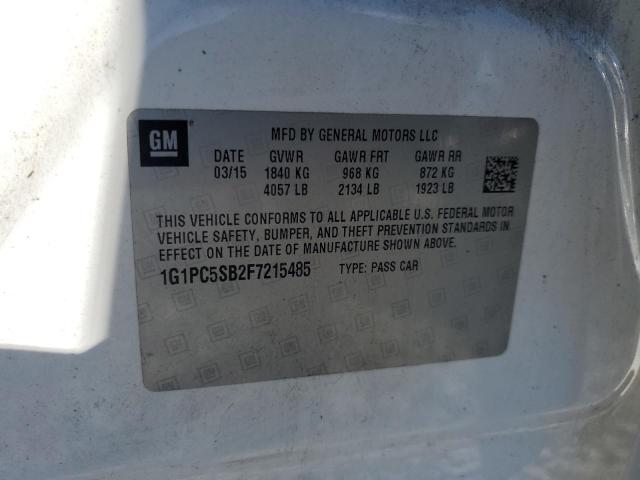 GM
MFD BY GENERAL MOTORS LLC
DATE GVWR GAWR FRT GAWR RR
03/15 1840 KG 968 KG 872 KG
4057 LB 2134 LB 1923 LB
THIS VEHICLE CONFORMS TO ALL APPLICABLE U.S. FEDERAL MOTOR
VEHICLE SAFETY, BUMPER, AND THEFT PREVENTION STANDARDS IN
EFFECT ON THE DATE OF MANUFACTURE SHOWN ABOVE.
1G1PC5SB2F7215485 TYPE: PASS CAR